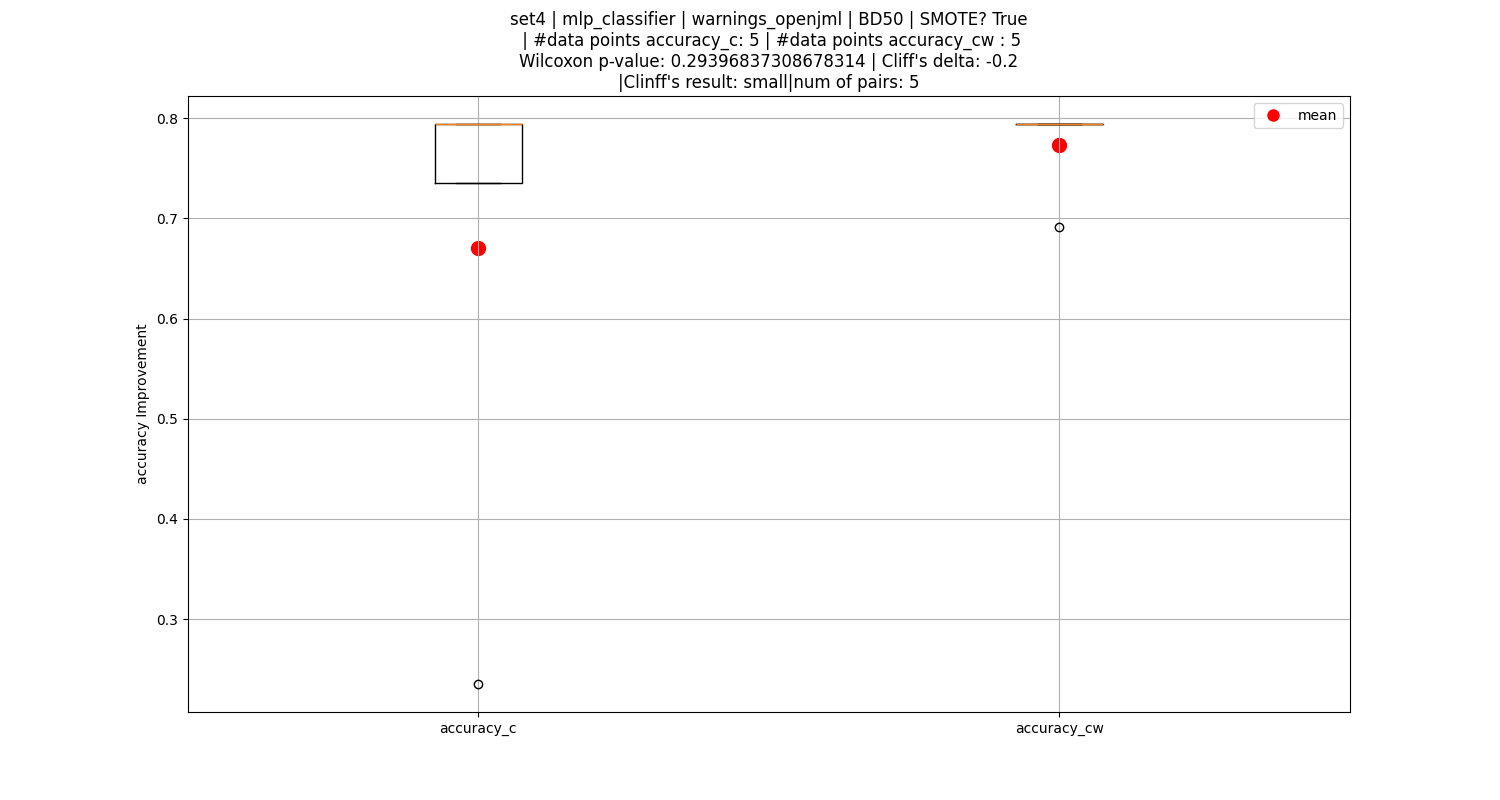 set4 | mlp_classifier | warnings_openjml | BD50 | SMOTE? True
| #data points accuracy_c: 5 | #data points accuracy_cw : 5
Wilcoxon p-value: 0.29396837308678314 | Cliff's delta: -0.2
|Clinff's result: small|num of pairs: 5
mean
accuracy Improvement
0.8
0.7
0.6
0.5
0.4
0.3
accuracy_c
accuracy_cw